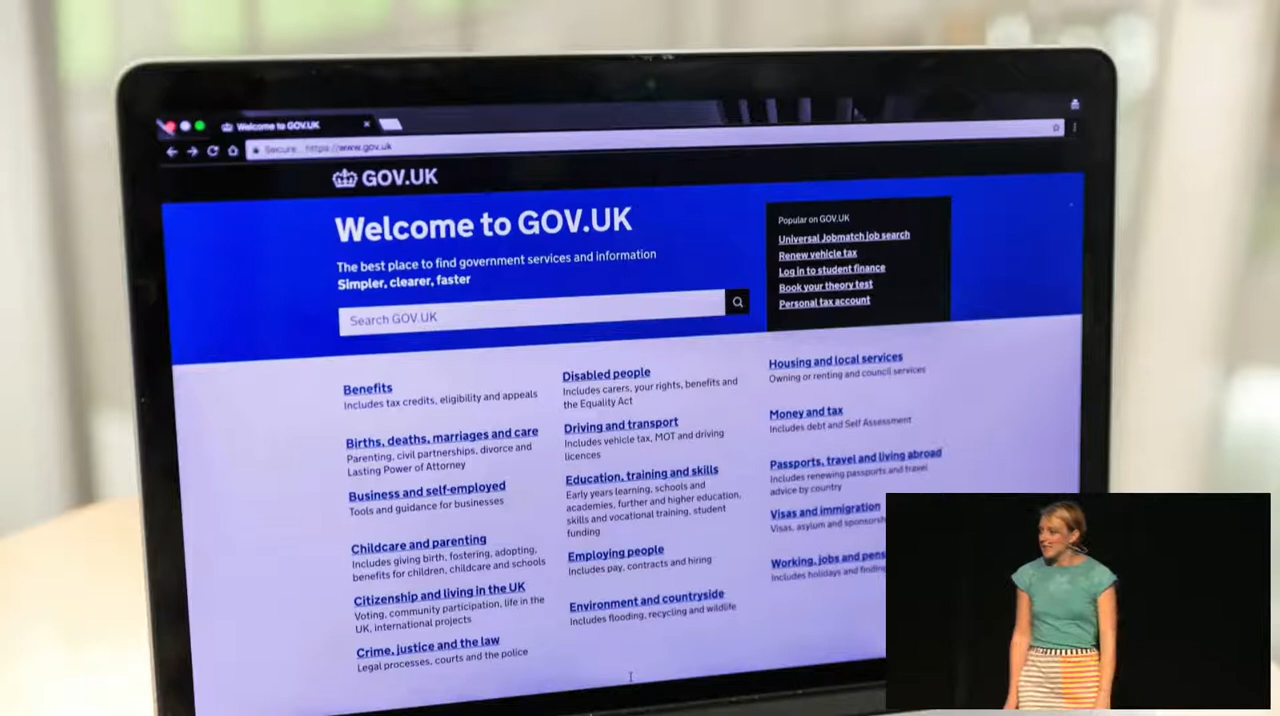 Welcome to GOV.UK
Secure
https://www.gov.uk
GOV.UK
Welcome to GOV.UK
The best place to find government services and information
Simpler, clearer, faster
Search GOV.UK
Popular on GOV.UK
Universal Jobmatch job search
Renew vehicle tax
Log in to student finance
Book your theory test
Personal tax account
Benefits
Includes tax credits, eligibility and appeals
Births, deaths, marriages and care
Parenting, civil partnerships, divorce and
Lasting Power of Attorney
Business and self-employed
Tools and guidance for businesses
Childcare and parenting
Includes giving birth, fostering, adopting,
benefits for children, childcare and schools
Citizenship and living in the UK
Voting, community participation, life in the
UK, international projects
Crime, justice and the law
Legal processes, courts and the police
Disabled people
Includes carers, your rights, benefits and
the Equality Act
Driving and transport
Includes vehicle tax, MOT and driving
licences
Education, training and skills
Early years learning, schools and
academies, further and higher education,
skills and vocational training, student
funding
Employing people
Includes pay, contracts and hiring
Environment and countryside
Includes flooding, recycling and wildlife
Housing and local services
Owning or renting and council services
Money and tax
Includes debt and Self Assessment
Passports, travel and living abroad
Includes renewing passports and travel
advice by country
Visas and immigration
Visas, asylum and
Working, jobs and
Includes holidays and